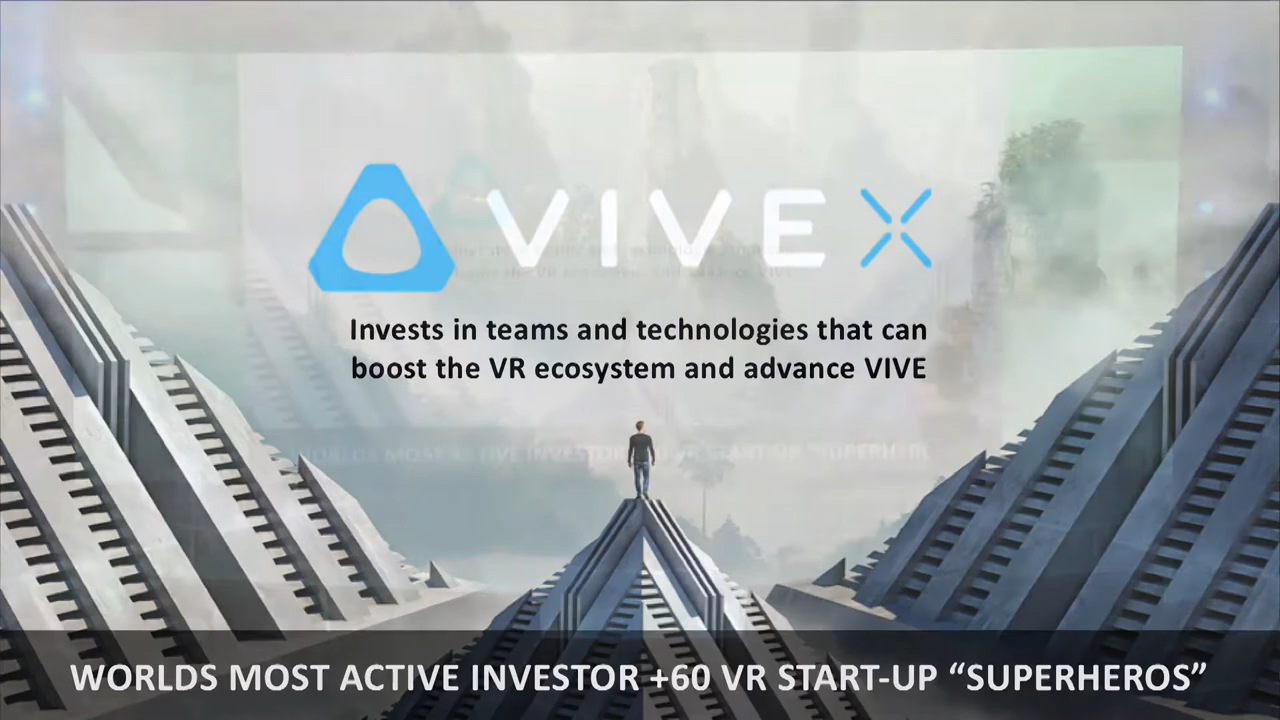 VIVE X
Invests in teams and technologies that can
boost the VR ecosystem and advance VIVE
WORLDS MOST ACTIVE INVESTOR +60 VR START-UP “SUPERHEROS”